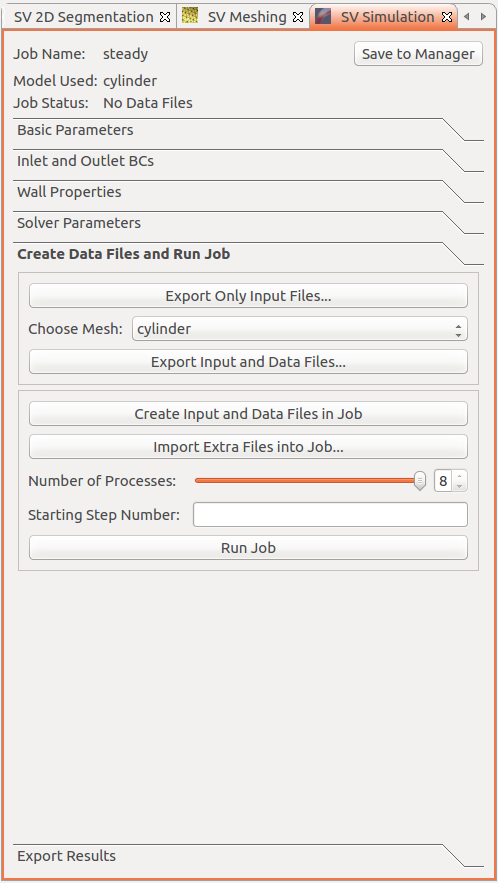 SV 2D Segmentation SV Meshing SV Simulation
Job Name: steady Save to Manager
Model Used: cylinder
Job Status: No Data Files
Basic Parameters
Inlet and Outlet BCs
Wall Properties
Solver Parameters
Create Data Files and Run Job
Export Only Input Files...
Choose Mesh: cylinder
Export Input and Data Files...
Create Input and Data Files in Job
Import Extra Files into Job...
Number of Processes: 8
Starting Step Number:
Run Job
Export Results